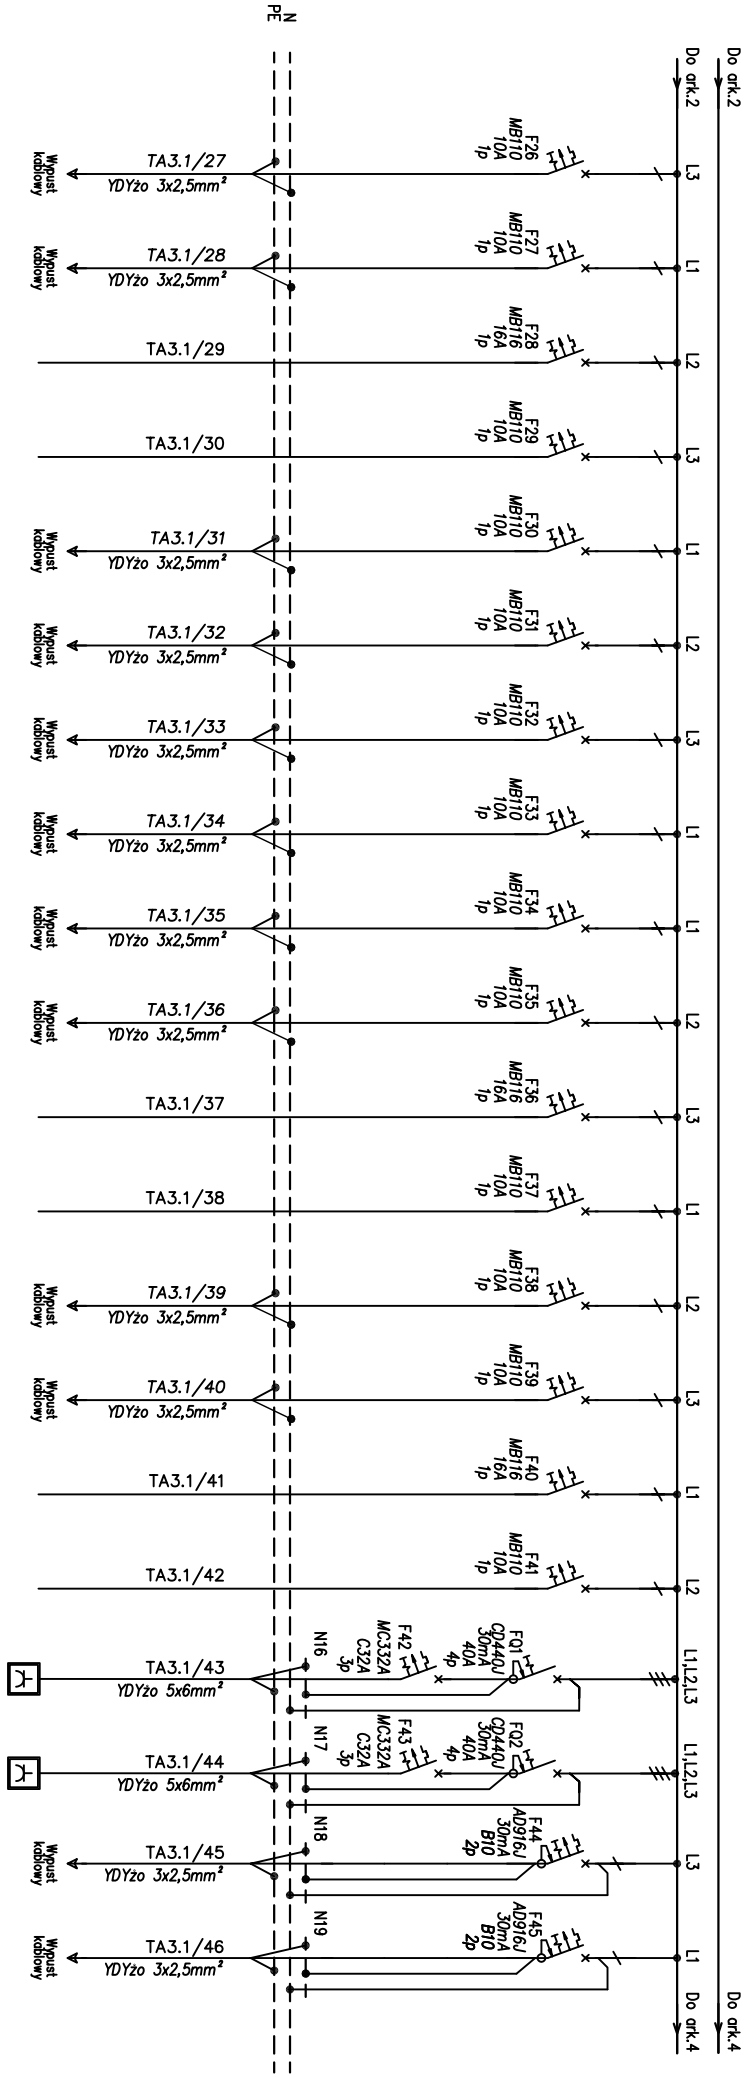 Do ark.2
Do ark.2
N
PE
L3
F26
MB110
10A
1p
TA3.1/27
YDYżo 3x2,5mm²
Wypust
kablowy
L1
F27
MB110
10A
1p
TA3.1/28
YDYżo 3x2,5mm²
Wypust
kablowy
L2
F28
MB116
16A
1p
TA3.1/29
L3
F29
MB110
10A
1p
TA3.1/30
L1
F30
MB110
10A
1p
TA3.1/31
YDYżo 3x2,5mm²
Wypust
kablowy
L2
F31
MB110
10A
1p
TA3.1/32
YDYżo 3x2,5mm²
Wypust
kablowy
L3
F32
MB110
10A
1p
TA3.1/33
YDYżo 3x2,5mm²
Wypust
kablowy
L1
F33
MB110
10A
1p
TA3.1/34
YDYżo 3x2,5mm²
Wypust
kablowy
L1
F34
MB110
10A
1p
TA3.1/35
YDYżo 3x2,5mm²
Wypust
kablowy
L2
F35
MB110
10A
1p
TA3.1/36
YDYżo 3x2,5mm²
Wypust
kablowy
L3
F36
MB116
16A
1p
TA3.1/37
L1
F37
MB110
10A
1p
TA3.1/38
L2
F38
MB110
10A
1p
TA3.1/39
YDYżo 3x2,5mm²
Wypust
kablowy
L3
F39
MB110
10A
1p
TA3.1/40
YDYżo 3x2,5mm²
Wypust
kablowy
L1
F40
MB116
16A
1p
TA3.1/41
L2
F41
MB110
10A
1p
TA3.1/42
L1,L2,L3
FQ1
CD440J
30mA
40A
4p
F42
MC332A
C32A
3p
N16
TA3.1/43
YDYżo 5x6mm²
L1,L2,L3
FQ2
CD440J
30mA
40A
4p
F43
MC332A
C32A
3p
N17
TA3.1/44
YDYżo 5x6mm²
L3
F44
AD916J
30mA
B10
2p
N18
TA3.1/45
YDYżo 3x2,5mm²
Wypust
kablowy
L1
F45
AD916J
30mA
B10
2p
N19
TA3.1/46
YDYżo 3x2,5mm²
Wypust
kablowy
Do ark.4
Do ark.4